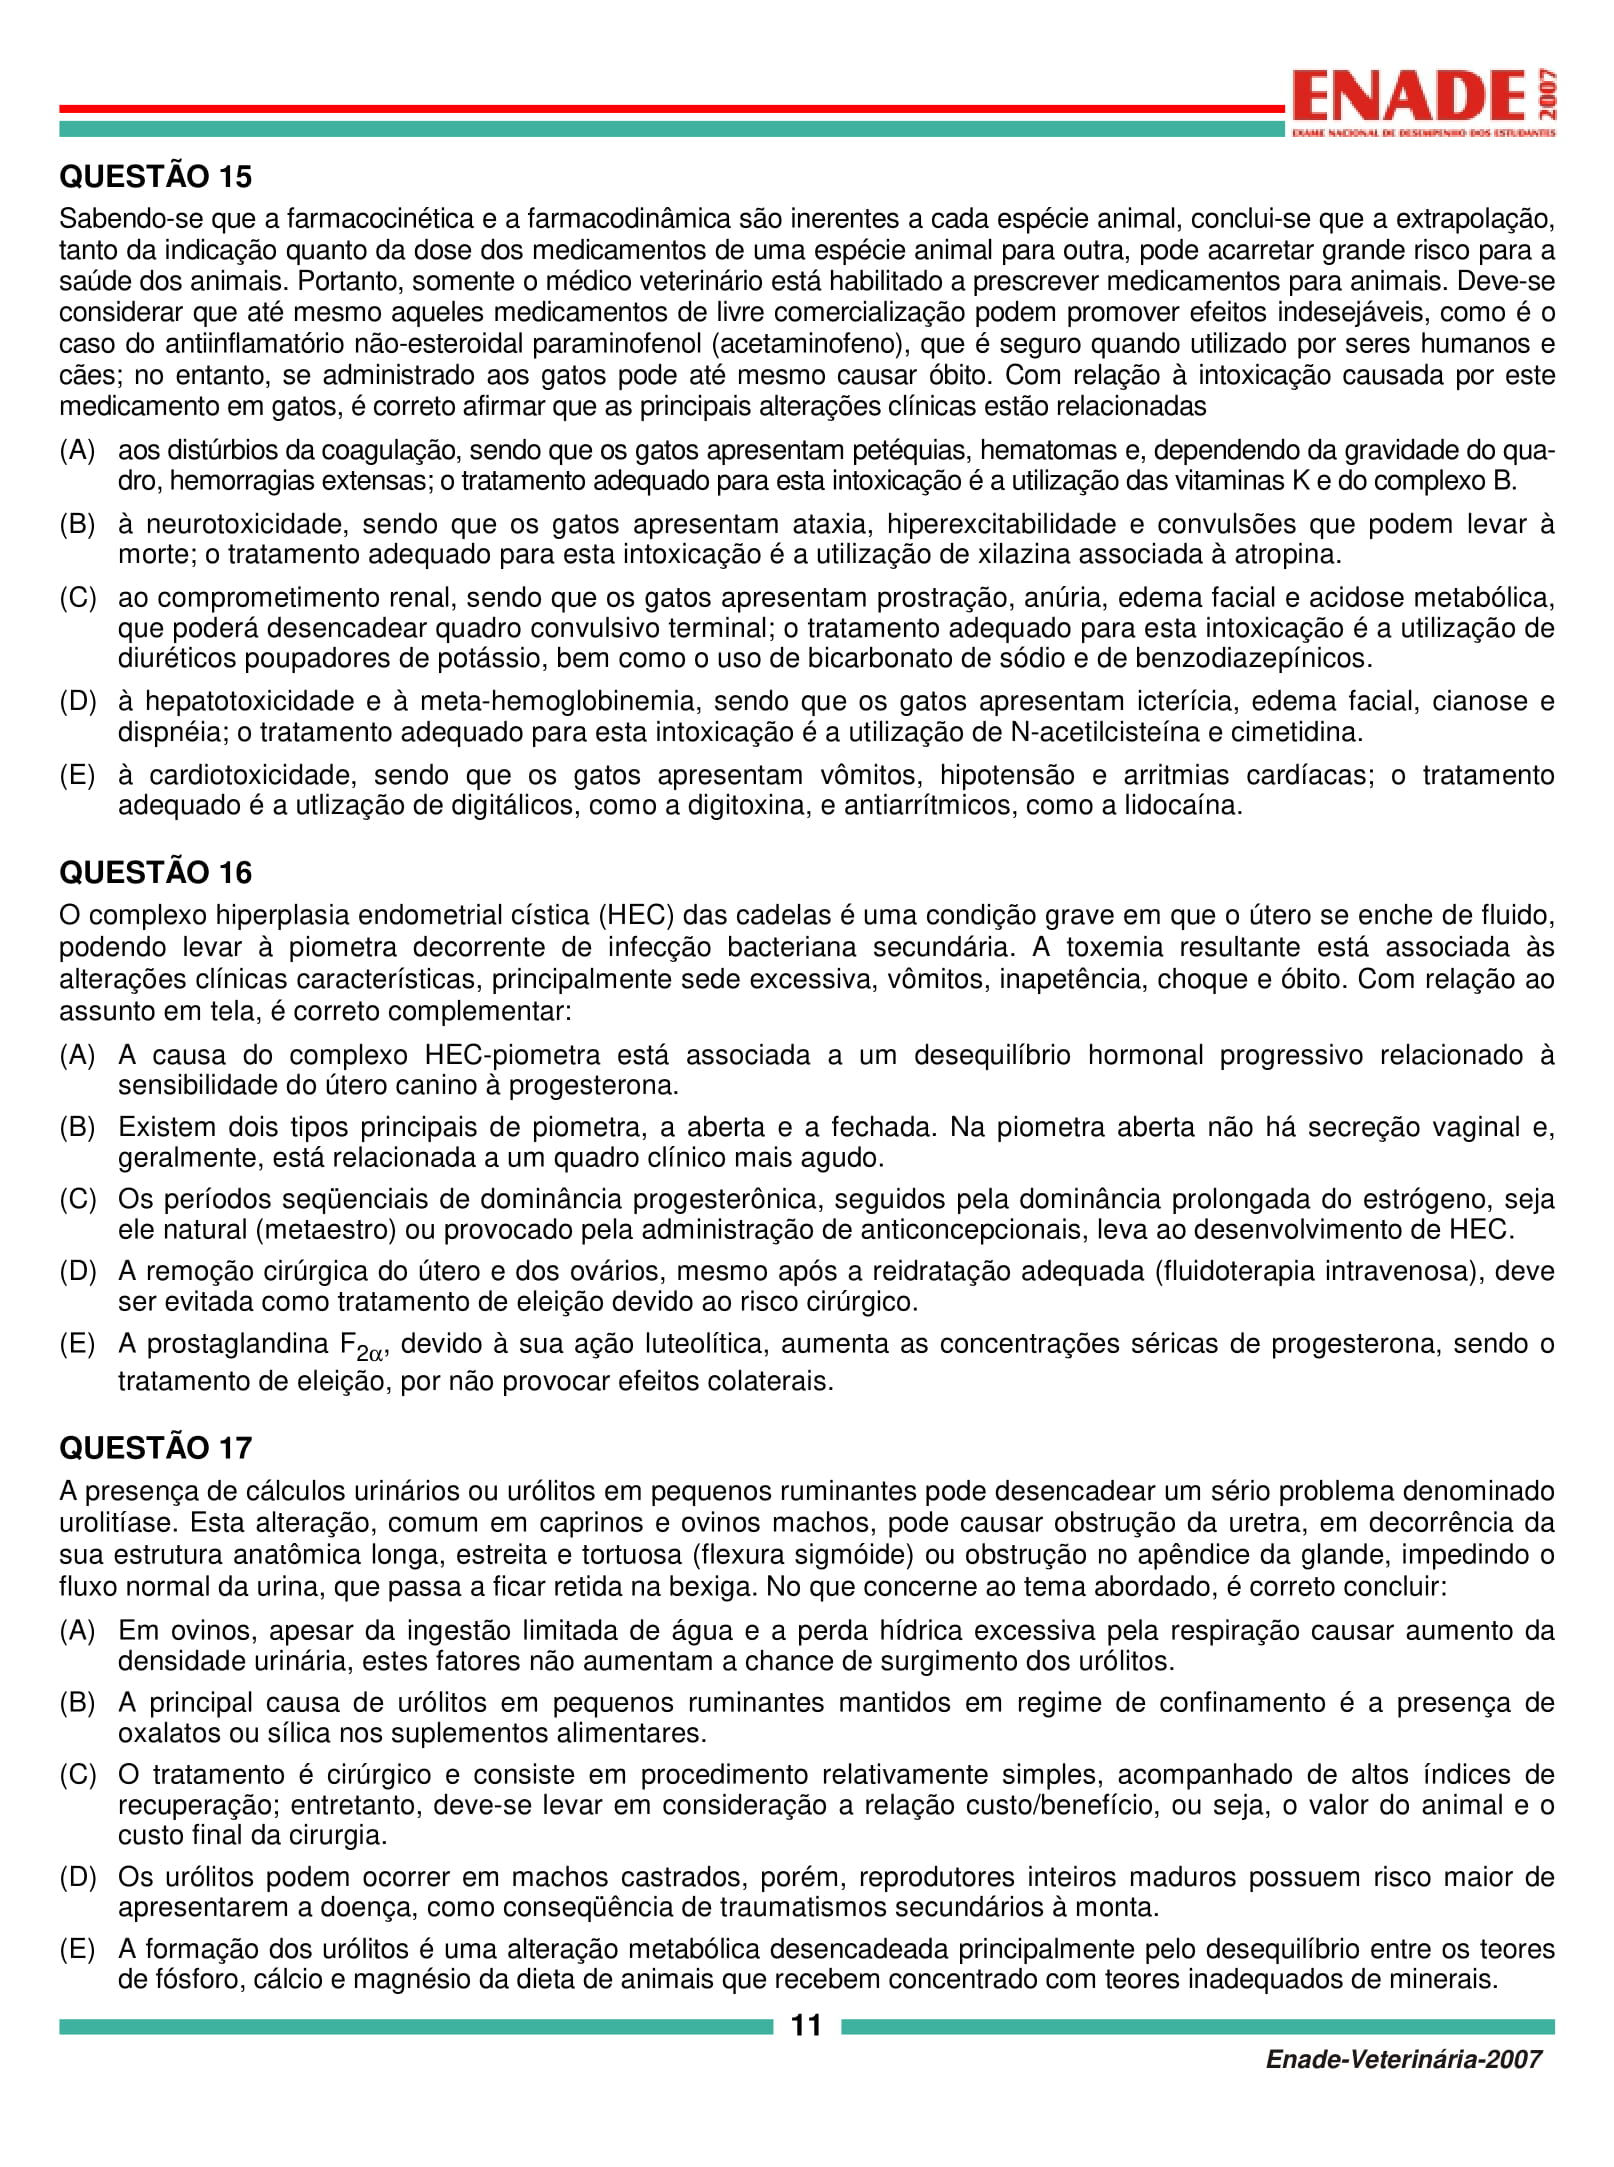 ENADE 2007
EXAME NACIONAL DE DESEMPENHO DOS ESTUDANTES
QUESTÃO 15
Sabendo-se que a farmacocinética e a farmacodinâmica são inerentes a cada espécie animal, conclui-se que a extrapolação,
tanto da indicação quanto da dose dos medicamentos de uma espécie animal para outra, pode acarretar grande risco para a
saúde dos animais. Portanto, somente o médico veterinário está habilitado a prescrever medicamentos para animais. Deve-se
considerar que até mesmo aqueles medicamentos de livre comercialização podem promover efeitos indesejáveis, como é o
caso do antiinflamatório não-esteroidal paraminofenol (acetaminofeno), que é seguro quando utilizado por seres humanos e
cães; no entanto, se administrado aos gatos pode até mesmo causar óbito. Com relação à intoxicação causada por este
medicamento em gatos, é correto afirmar que as principais alterações clínicas estão relacionadas
(A) aos distúrbios da coagulação, sendo que os gatos apresentam petéquias, hematomas e, dependendo da gravidade do qua-
dro, hemorragias extensas; o tratamento adequado para esta intoxicação é a utilização das vitaminas K e do complexo B.
(B) à neurotoxicidade, sendo que os gatos apresentam ataxia, hiperexcitabilidade e convulsões que podem levar à
morte; o tratamento adequado para esta intoxicação é a utilização de xilazina associada à atropina.
(C) ao comprometimento renal, sendo que os gatos apresentam prostração, anúria, edema facial e acidose metabólica,
que poderá desencadear quadro convulsivo terminal; o tratamento adequado para esta intoxicação é a utilização de
diuréticos poupadores de potássio, bem como o uso de bicarbonato de sódio e de benzodiazepínicos.
(D) à hepatotoxicidade e à meta-hemoglobinemia, sendo que os gatos apresentam icterícia, edema facial, cianose e
dispnéia; o tratamento adequado para esta intoxicação é a utilização de N-acetilcisteína e cimetidina.
(E) à cardiotoxicidade, sendo que os gatos apresentam vômitos, hipotensão e arritmias cardíacas; o tratamento
adequado é a utlização de digitálicos, como a digitoxina, e antiarrítmicos, como a lidocaína.
QUESTÃO 16
O complexo hiperplasia endometrial cística (HEC) das cadelas é uma condição grave em que o útero se enche de fluido,
podendo levar à piometra decorrente de infecção bacteriana secundária. A toxemia resultante está associada às
alterações clínicas características, principalmente sede excessiva, vômitos, inapetência, choque e óbito. Com relação ao
assunto em tela, é correto complementar:
(A) A causa do complexo HEC-piometra está associada a um desequilíbrio hormonal progressivo relacionado à
sensibilidade do útero canino à progesterona.
(B) Existem dois tipos principais de piometra, a aberta e a fechada. Na piometra aberta não há secreção vaginal e,
geralmente, está relacionada a um quadro clínico mais agudo.
(C) Os períodos seqüenciais de dominância progesterônica, seguidos pela dominância prolongada do estrógeno, seja
ele natural (metaestro) ou provocado pela administração de anticoncepcionais, leva ao desenvolvimento de HEC.
(D) A remoção cirúrgica do útero e dos ovários, mesmo após a reidratação adequada (fluidoterapia intravenosa), deve
ser evitada como tratamento de eleição devido ao risco cirúrgico.
(E) A prostaglandina F2α, devido à sua ação luteolítica, aumenta as concentrações séricas de progesterona, sendo o
tratamento de eleição, por não provocar efeitos colaterais.
QUESTÃO 17
A presença de cálculos urinários ou urólitos em pequenos ruminantes pode desencadear um sério problema denominado
urolitíase. Esta alteração, comum em caprinos e ovinos machos, pode causar obstrução da uretra, em decorrência da
sua estrutura anatômica longa, estreita e tortuosa (flexura sigmóide) ou obstrução no apêndice da glande, impedindo o
fluxo normal da urina, que passa a ficar retida na bexiga. No que concerne ao tema abordado, é correto concluir:
(A) Em ovinos, apesar da ingestão limitada de água e a perda hídrica excessiva pela respiração causar aumento da
densidade urinária, estes fatores não aumentam a chance de surgimento dos urólitos.
(B) A principal causa de urólitos em pequenos ruminantes mantidos em regime de confinamento é a presença de
oxalatos ou sílica nos suplementos alimentares.
(C) O tratamento é cirúrgico e consiste em procedimento relativamente simples, acompanhado de altos índices de
recuperação; entretanto, deve-se levar em consideração a relação custo/benefício, ou seja, o valor do animal e o
custo final da cirurgia.
(D) Os urólitos podem ocorrer em machos castrados, porém, reprodutores inteiros maduros possuem risco maior de
apresentarem a doença, como conseqüência de traumatismos secundários à monta.
(E) A formação dos urólitos é uma alteração metabólica desencadeada principalmente pelo desequilíbrio entre os teores
de fósforo, cálcio e magnésio da dieta de animais que recebem concentrado com teores inadequados de minerais.
11
Enade-Veterinária-2007